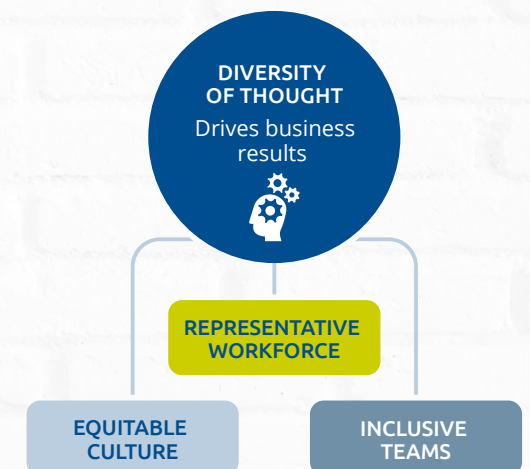 DIVERSITY
OF THOUGHT
Drives business
results
REPRESENTATIVE
WORKFORCE
EQUITABLE
CULTURE
INCLUSIVE
TEAMS